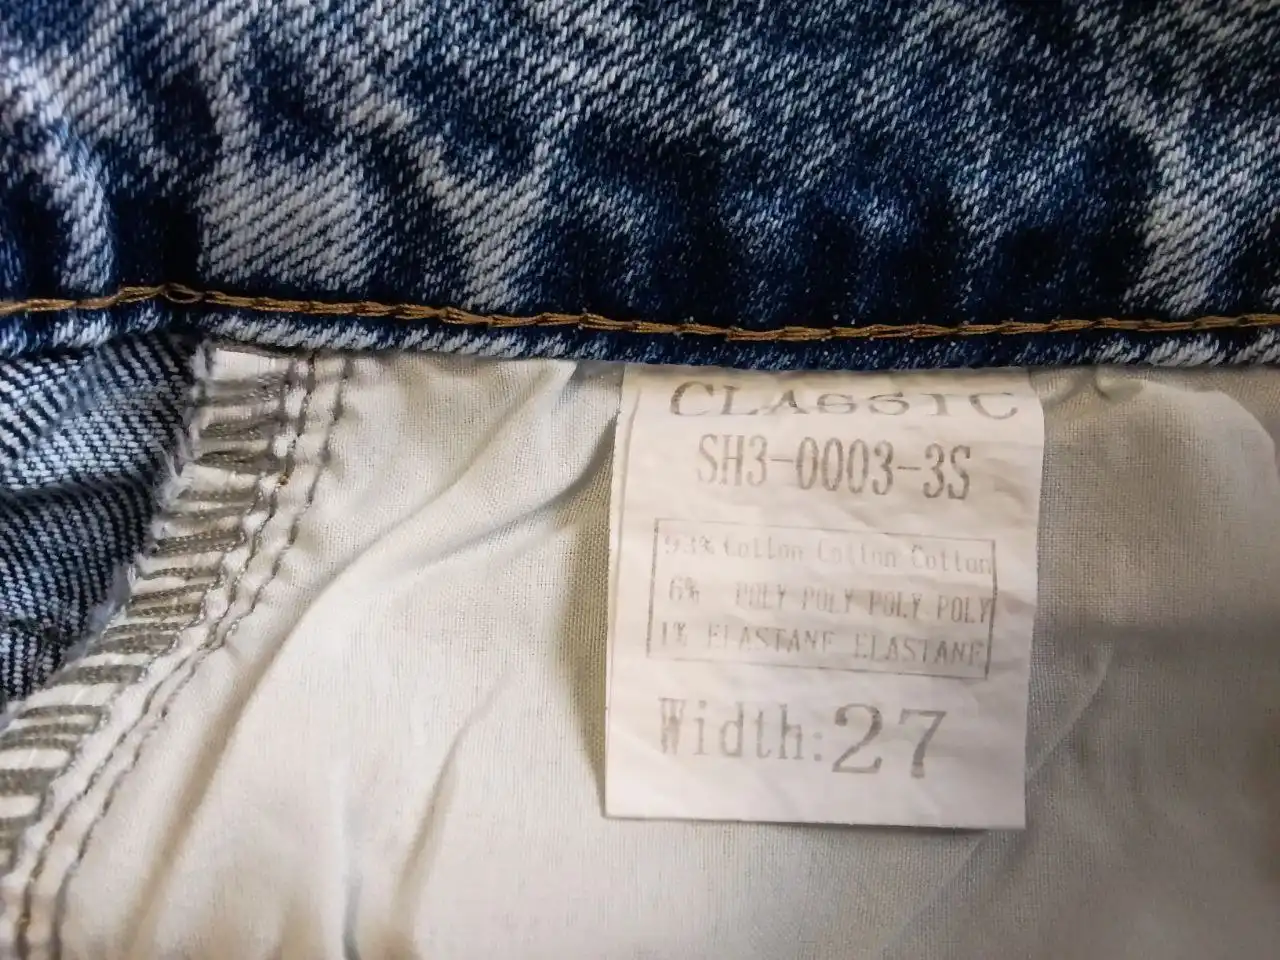 CLASSIC
SH3-0003-3S
93% Cotton Cotton Cotton
6% POLY POLY POLY POLY
1% ELASTANE ELASTANE
Width: 27